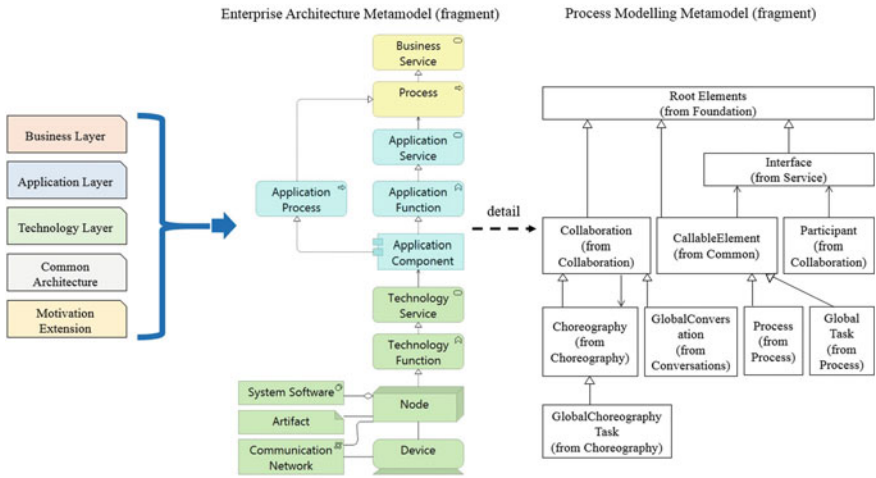 Enterprise Architecture Metamodel (fragment)
Process Modelling Metamodel (fragment)
Business Layer
Application Layer
Technology Layer
Common
Architecture
Motivation
Extension
Business
Service
Process
Application
Service
Application
Process
Application
Function
Application
Component
Technology
Service
Technology
Function
System Software
Node
Artifact
Communication
Network
Device
detail
Root Elements
(from Foundation)
Interface
(from Service)
Collaboration
(from
Collaboration)
CallableElement
(from Common)
Participant
(from
Collaboration)
Choreography
(from
Choreography)
GlobalConvers
ation
(from
Conversations)
Process
(from
Process)
Global
Task
(from
Process)
GlobalChoreography
Task
(from Choreography)